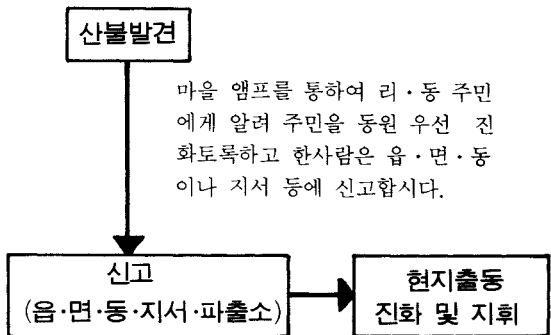 산불발견
마을 앰프를 통하여 리·동 주민
에게 알려 주민을 동원 우선 진
화토록하고 한사람은 읍·면·동
이나 지서 등에 신고합시다.
신고
(읍·면·동·지서·파출소)
현지출동
진화 및 지휘